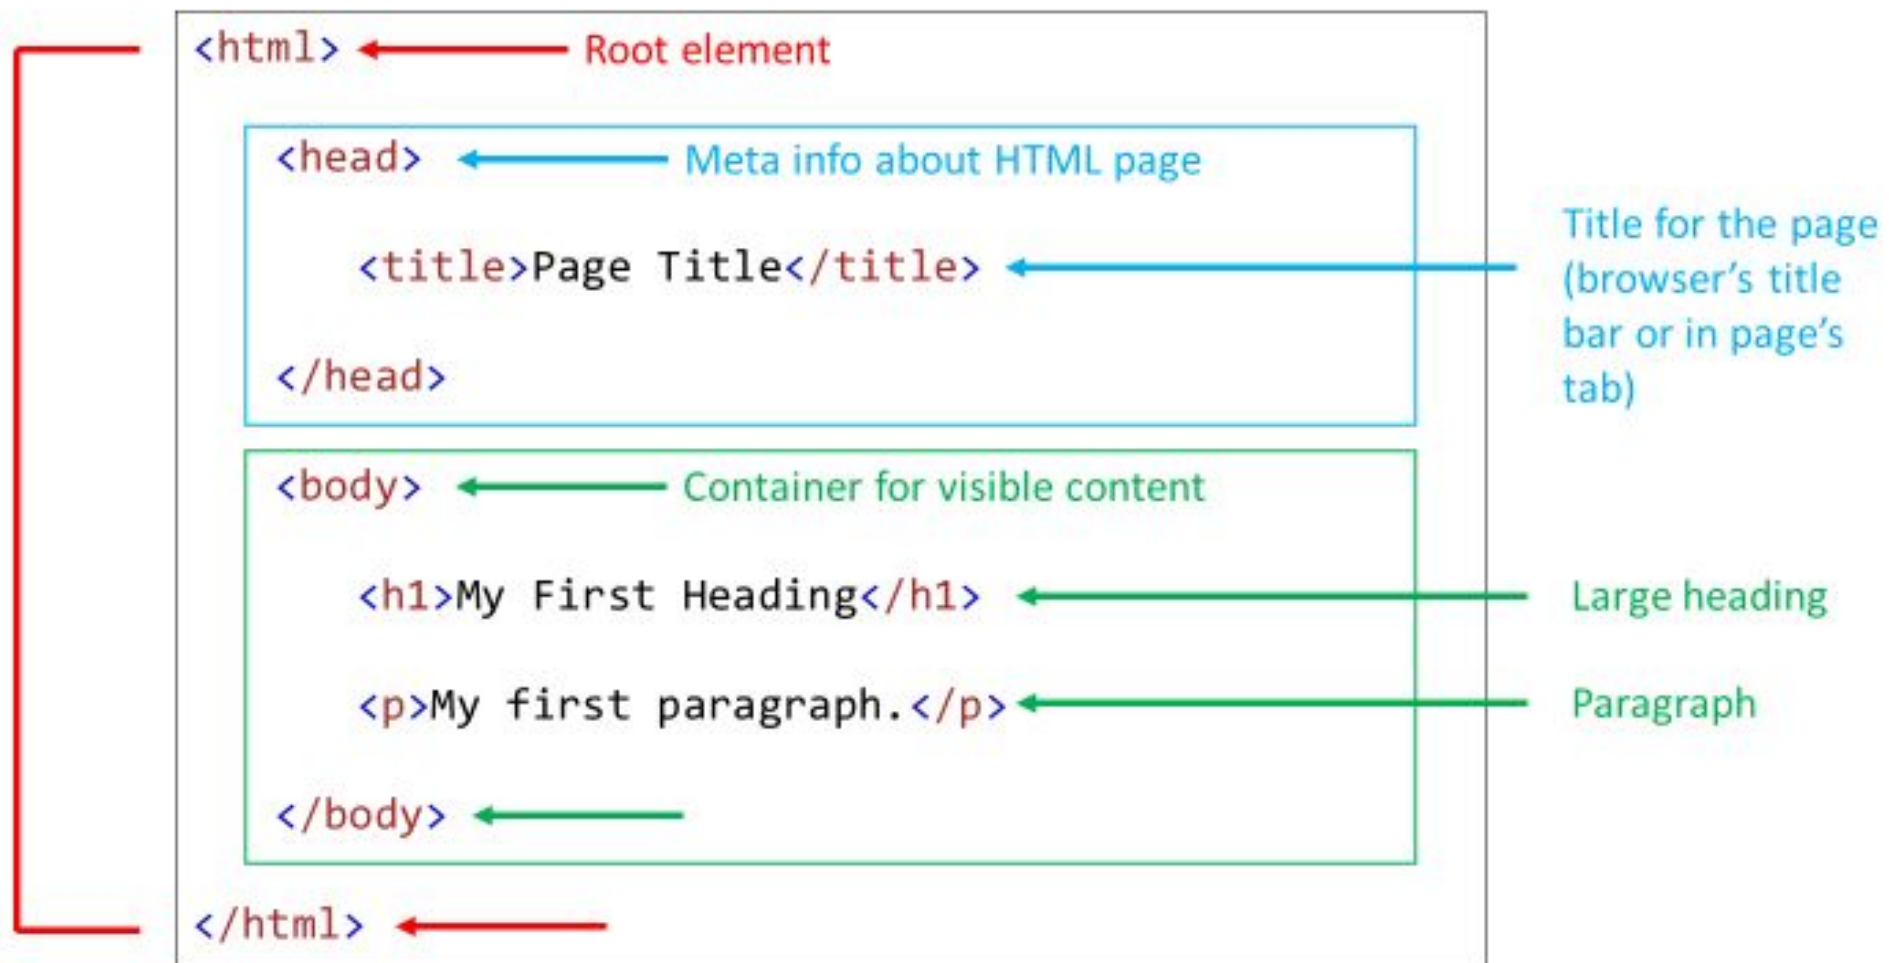 <html> Root element
<head> Meta info about HTML page
<title>Page Title</title>
Title for the page
(browser’s title
bar or in page’s
tab)
</head>
<body> Container for visible content
<h1>My First Heading</h1> Large heading
<p>My first paragraph.</p> Paragraph
</body>
</html>